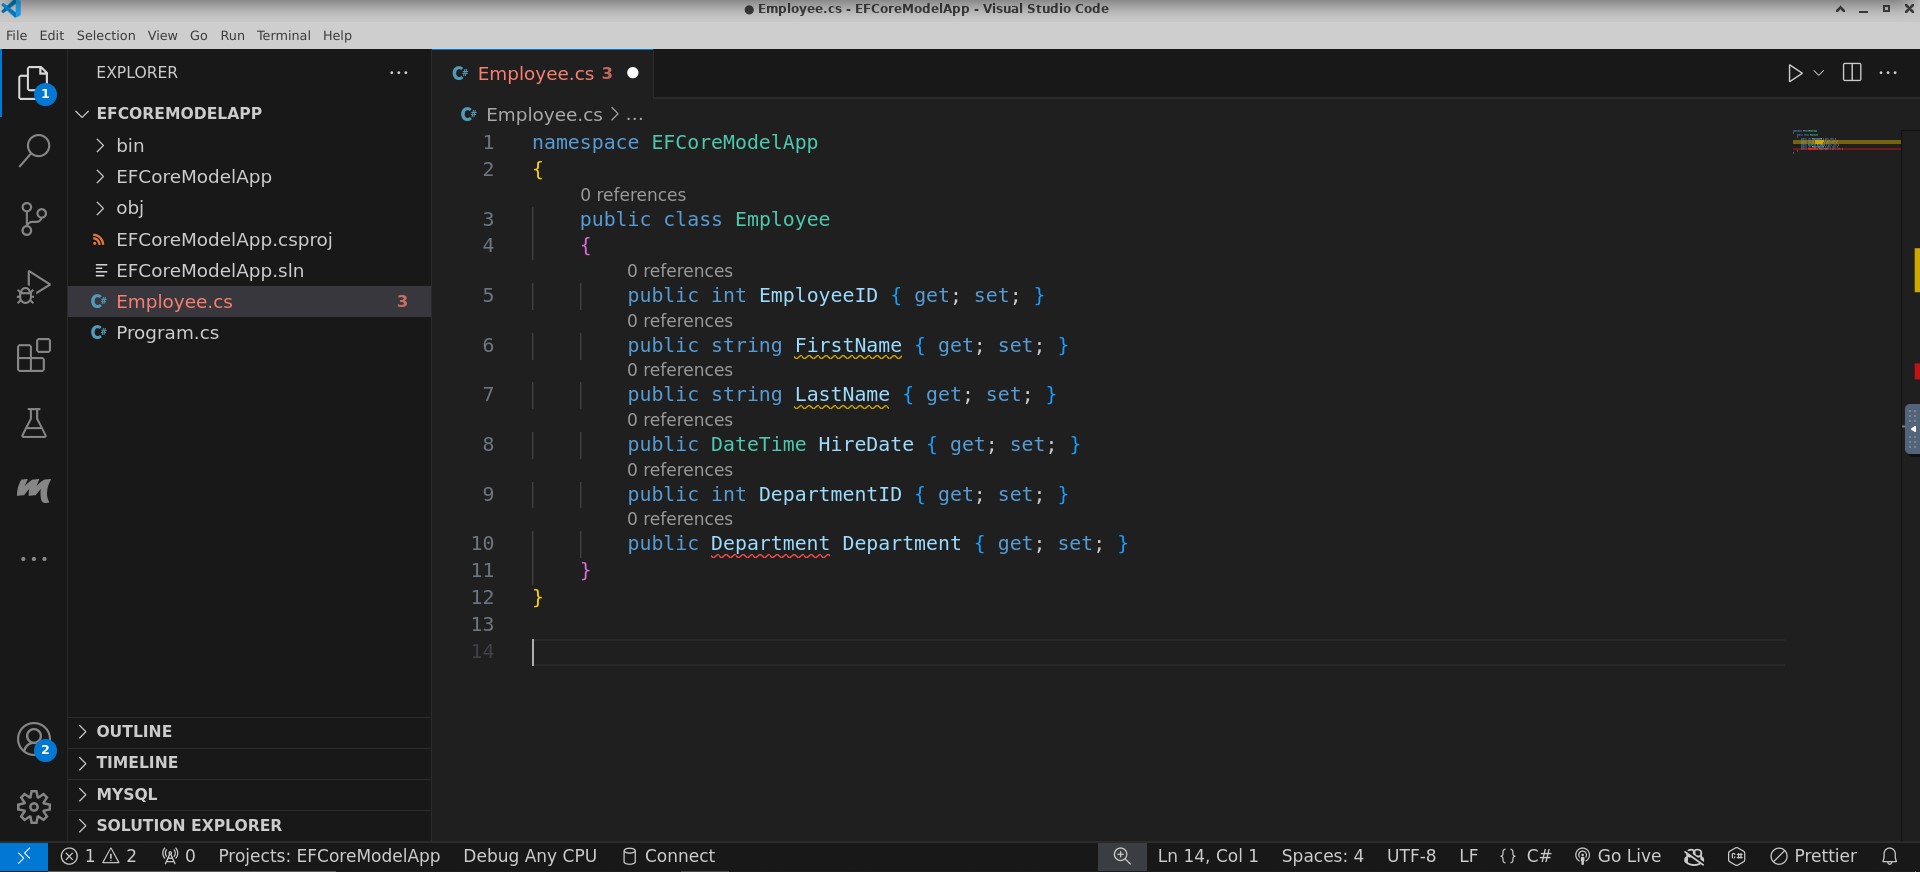 ● Employee.cs - EFCoreModelApp - Visual Studio Code
File Edit Selection View Go Run Terminal Help
EXPLORER
Employee.cs 3
1
EFCOREMODELAPP
bin
EFCoreModelApp
obj
EFCoreModelApp.csproj
EFCoreModelApp.sln
Employee.cs 3
Program.cs
OUTLINE
TIMELINE
MYSQL
SOLUTION EXPLORER
2
Employee.cs > ...
1 namespace EFCoreModelApp
2 {
0 references
3 public class Employee
4 {
0 references
5 public int EmployeeID { get; set; }
0 references
6 public string FirstName { get; set; }
0 references
7 public string LastName { get; set; }
0 references
8 public DateTime HireDate { get; set; }
0 references
9 public int DepartmentID { get; set; }
0 references
10 public Department Department { get; set; }
11 }
12 }
13
14
1 2 0 Projects: EFCoreModelApp Debug Any CPU Connect Ln 14, Col 1 Spaces: 4 UTF-8 LF {} C# Go Live Prettier